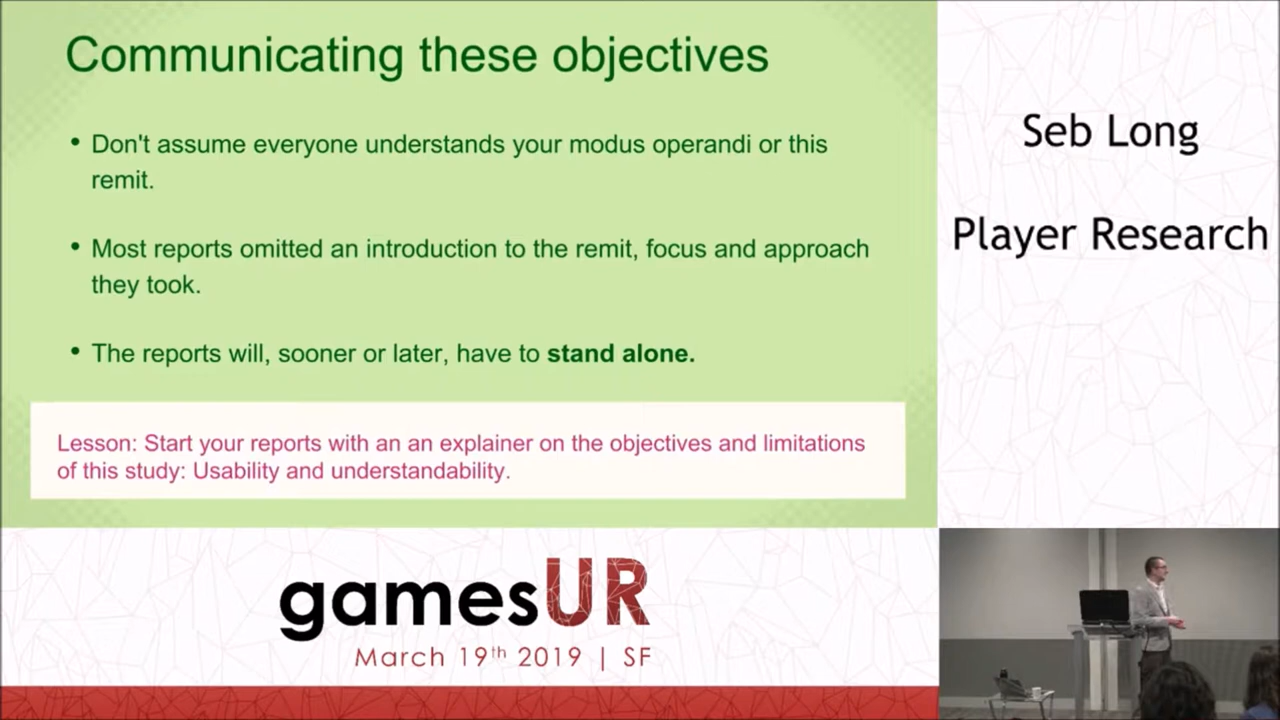 Communicating these objectives
• Don't assume everyone understands your modus operandi or this
remit.
• Most reports omitted an introduction to the remit, focus and approach
they took.
• The reports will, sooner or later, have to stand alone.
Lesson: Start your reports with an an explainer on the objectives and limitations
of this study: Usability and understandability.
Seb Long
Player Research
gamesUR
March 19th 2019 | SF